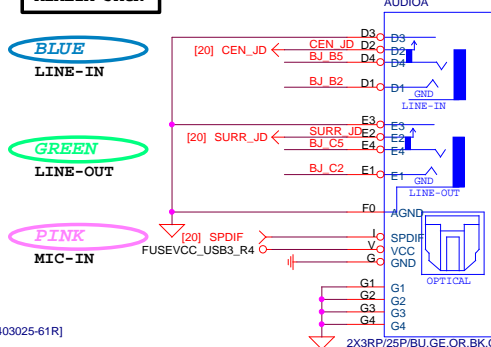 AUDIOA
BLUE
LINE-IN
GREEN
LINE-OUT
PINK
MIC-IN
D3
D3
[20] CEN_JD
CEN_JD
D2
D2
BJ_B5
D4
D4
BJ_B2
D1
D1
GND
LINE-IN
E3
E3
[20] SURR_JD
SURR_JD
E2
E2
BJ_C5
E4
E4
BJ_C2
E1
E1
GND
LINE-OUT
F0
AGND
[20] SPDIF
I
SPDIF
FUSEVCC_USB3_R4
V
VCC
G
GND
OPTICAL
G1
G1
G2
G2
G3
G3
G4
G4
403025-61R]
2X3RP/25P/BU,GE,OR,BK,